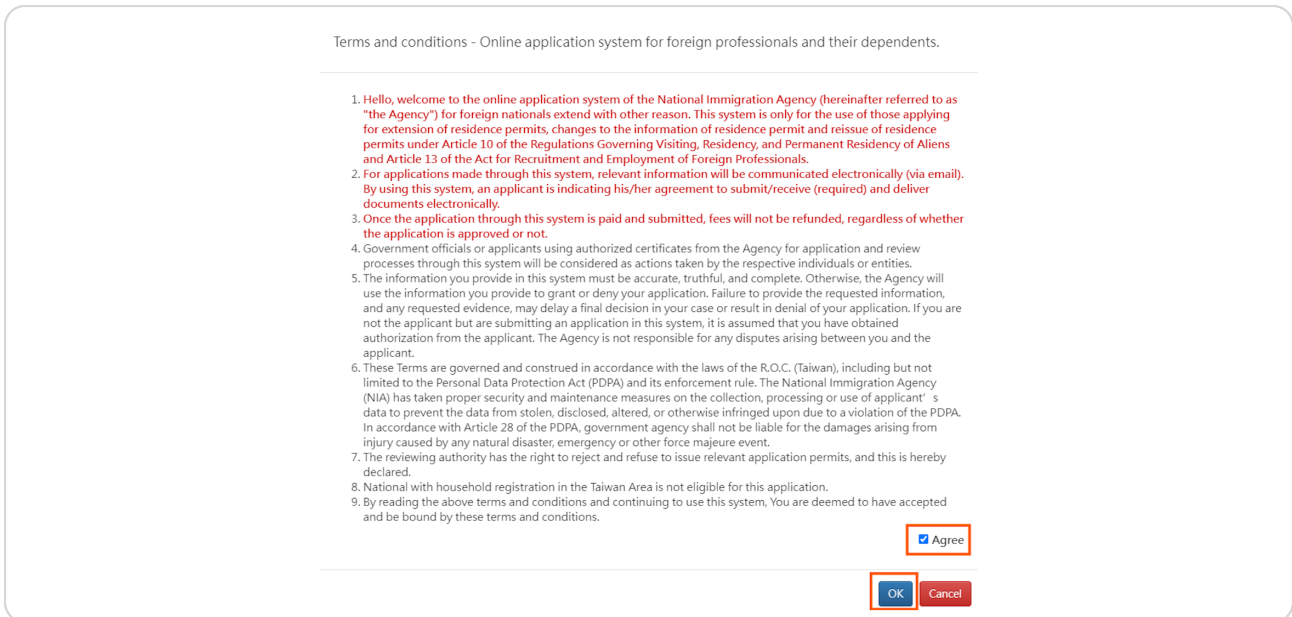 Terms and conditions - Online application system for foreign professionals and their dependents.
1. Hello, welcome to the online application system of the National Immigration Agency (hereinafter referred to as
"the Agency") for foreign nationals extend with other reason. This system is only for the use of those applying
for extension of residence permits, changes to the information of residence permit and reissue of residence
permits under Article 10 of the Regulations Governing Visiting, Residency, and Permanent Residency of Aliens
and Article 13 of the Act for Recruitment and Employment of Foreign Professionals.
2. For applications made through this system, relevant information will be communicated electronically (via email).
By using this system, an applicant is indicating his/her agreement to submit/receive (required) and deliver
documents electronically.
3. Once the application through this system is paid and submitted, fees will not be refunded, regardless of whether
the application is approved or not.
4. Government officials or applicants using authorized certificates from the Agency for application and review
processes through this system will be considered as actions taken by the respective individuals or entities.
5. The information you provide in this system must be accurate, truthful, and complete. Otherwise, the Agency will
use the information you provide to grant or deny your application. Failure to provide the requested information,
and any requested evidence, may delay a final decision in your case or result in denial of your application. If you are
not the applicant but are submitting an application in this system, it is assumed that you have obtained
authorization from the applicant. The Agency is not responsible for any disputes arising between you and the
applicant.
6. These Terms are governed and construed in accordance with the laws of the R.O.C. (Taiwan), including but not
limited to the Personal Data Protection Act (PDPA) and its enforcement rule. The National Immigration Agency
(NIA) has taken proper security and maintenance measures on the collection, processing or use of applicant’ s
data to prevent the data from stolen, disclosed, altered, or otherwise infringed upon due to a violation of the PDPA.
In accordance with Article 28 of the PDPA, government agency shall not be liable for the damages arising from
injury caused by any natural disaster, emergency or other force majeure event.
7. The reviewing authority has the right to reject and refuse to issue relevant application permits, and this is hereby
declared.
8. National with household registration in the Taiwan Area is not eligible for this application.
9. By reading the above terms and conditions and continuing to use this system, You are deemed to have accepted
and be bound by these terms and conditions.
Agree
OK Cancel